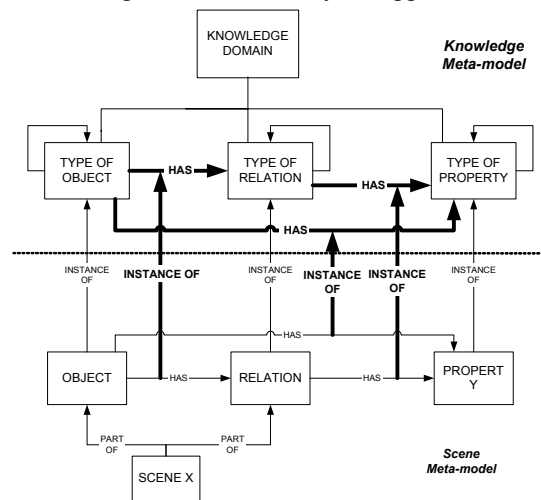 KNOWLEDGE
DOMAIN
Knowledge
Meta-model
TYPE OF
OBJECT
HAS
TYPE OF
RELATION
HAS
TYPE OF
PROPERTY
HAS
INSTANCE
OF
INSTANCE OF
INSTANCE
OF
INSTANCE
OF
INSTANCE
OF
INSTANCE
OF
HAS
OBJECT
HAS
RELATION
HAS
PROPERT
Y
PART
OF
PART
OF
SCENE X
Scene
Meta-model